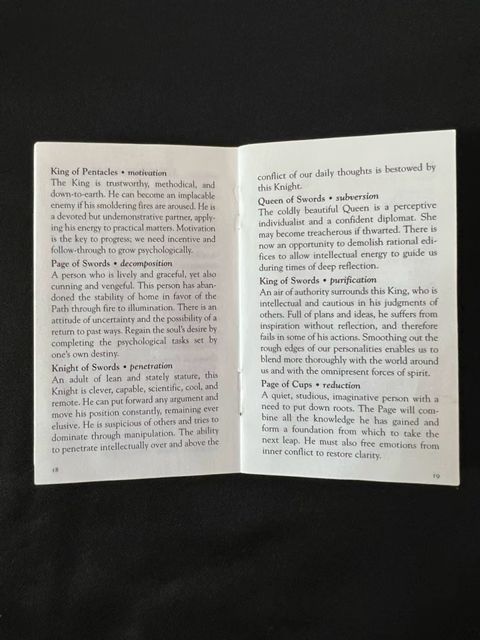 King of Pentacles • motivation
The King is trustworthy, methodical, and
down-to-earth. He can become an implacable
enemy if his smoldering fires are aroused. He is
a devoted but undemonstrative partner, apply-
ing his energy to practical matters. Motivation
is the key to progress; we need incentive and
follow-through to grow psychologically.
Page of Swords • decomposition
A person who is lively and graceful, yet also
cunning and vengeful. This person has aban-
doned the stability of home in favor of the
Path through fire to illumination. There is an
attitude of uncertainty and the possibility of a
return to past ways. Regain the soul's desire by
completing the psychological tasks set by
one's own destiny.
Knight of Swords • penetration
An adult of lean and stately stature, this
Knight is clever, capable, scientific, cool, and
remote. He can put forward any argument and
move his position constantly, remaining ever
elusive. He is suspicious of others and tries to
dominate through manipulation. The ability
to penetrate intellectually over and above the
18
conflict of our daily thoughts is bestowed by
this Knight.
Queen of Swords • subversion
The coldly beautiful Queen is a perceptive
individualist and a confident diplomat. She
may become treacherous if thwarted. There is
now an opportunity to demolish rational edi-
fices to allow intellectual energy to guide us
during times of deep reflection.
King of Swords • purification
An air of authority surrounds this King, who is
intellectual and cautious in his judgments of
others. Full of plans and ideas, he suffers from
inspiration without reflection, and therefore
fails in some of his actions. Smoothing out the
rough edges of our personalities enables us to
blend more thoroughly with the world around
us and with the omnipresent forces of spirit.
Page of Cups • reduction
A quiet, studious, imaginative person with a
need to put down roots. The Page will com-
bine all the knowledge he has gained and
form a foundation from which to take the
next leap. He must also free emotions from
inner conflict to restore clarity.
19